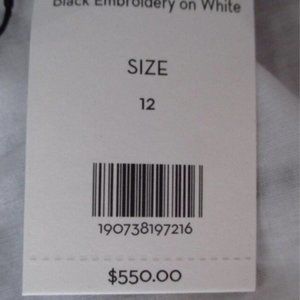 Black Embroidery on White
SIZE
12
190738197216
$550.00